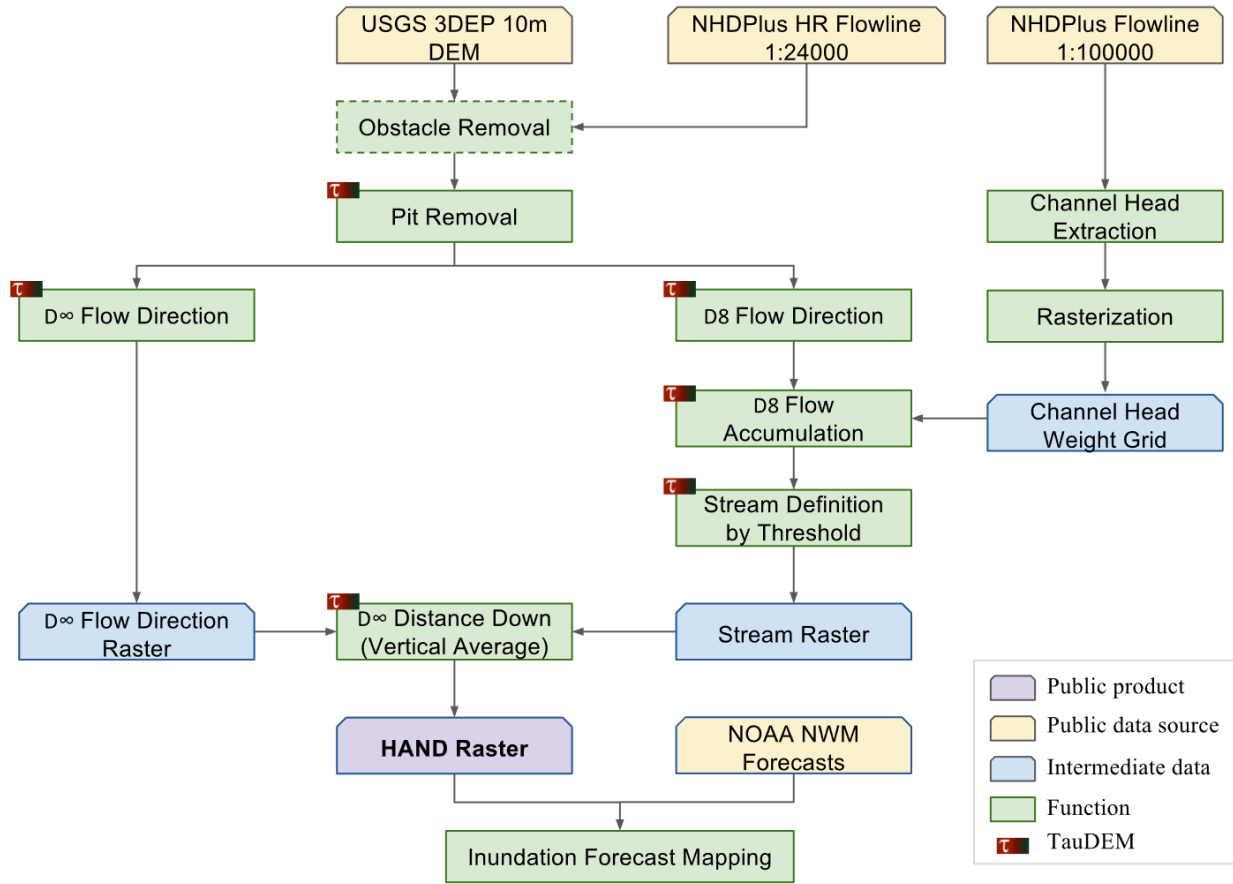 USGS 3DEP 10m
DEM
NHDPlus HR Flowline
1:24000
NHDPlus Flowline
1:100000
Obstacle Removal
τ
Pit Removal
Channel Head
Extraction
τ
D∞ Flow Direction
τ
D8 Flow Direction
Rasterization
τ
D8 Flow
Accumulation
Channel Head
Weight Grid
τ
Stream Definition
by Threshold
D∞ Flow Direction
Raster
τ
D∞ Distance Down
(Vertical Average)
Stream Raster
HAND Raster
NOAA NWM
Forecasts
Inundation Forecast Mapping
Public product
Public data source
Intermediate data
Function
τ TauDEM